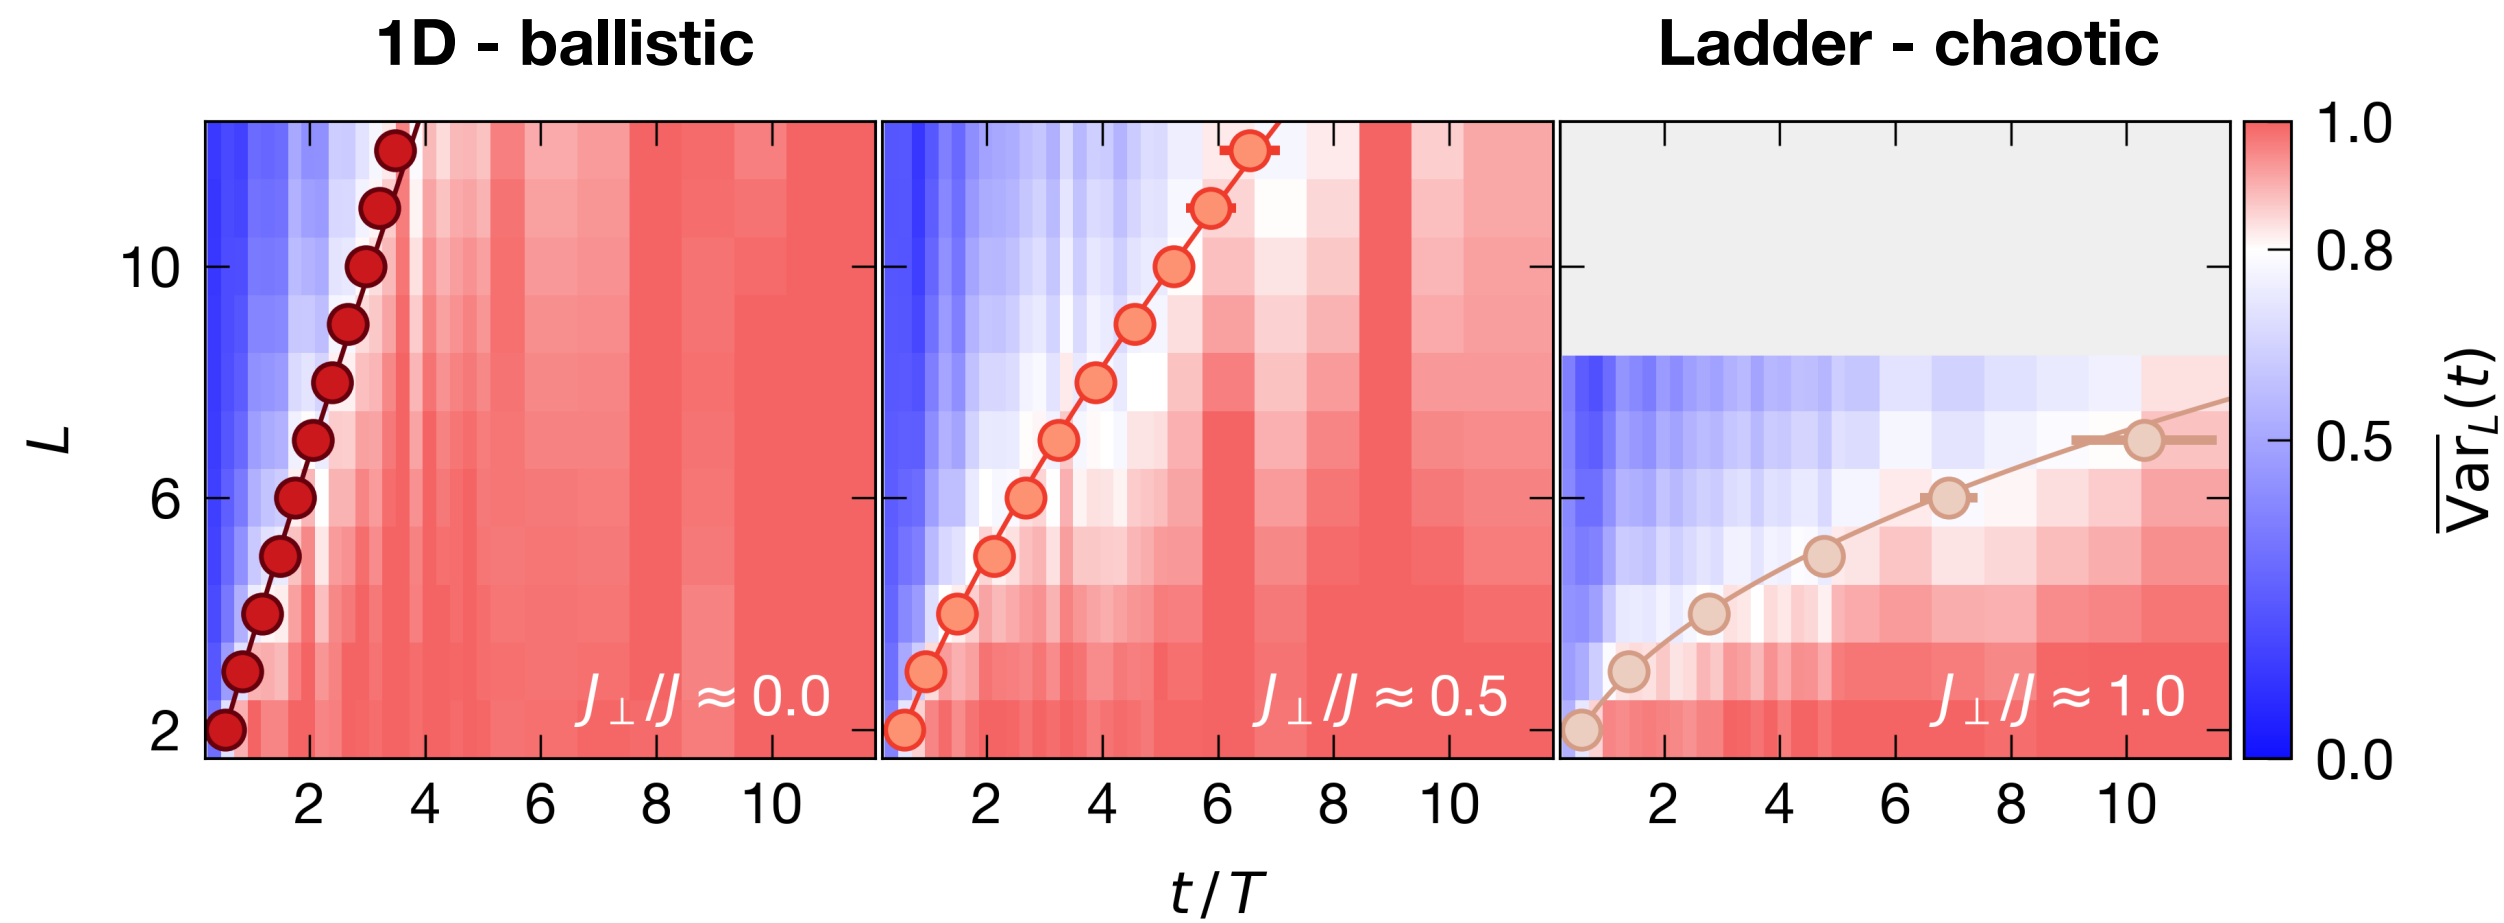 1D - ballistic
Ladder - chaotic
L
10
6
2
J⊥/J ≈ 0.0
J⊥/J ≈ 0.5
J⊥/J ≈ 1.0
2 4 6 8 10
2 4 6 8 10
2 4 6 8 10
t/T
1.0
0.8
0.5
0.0
V̅a̅r̅L(t)